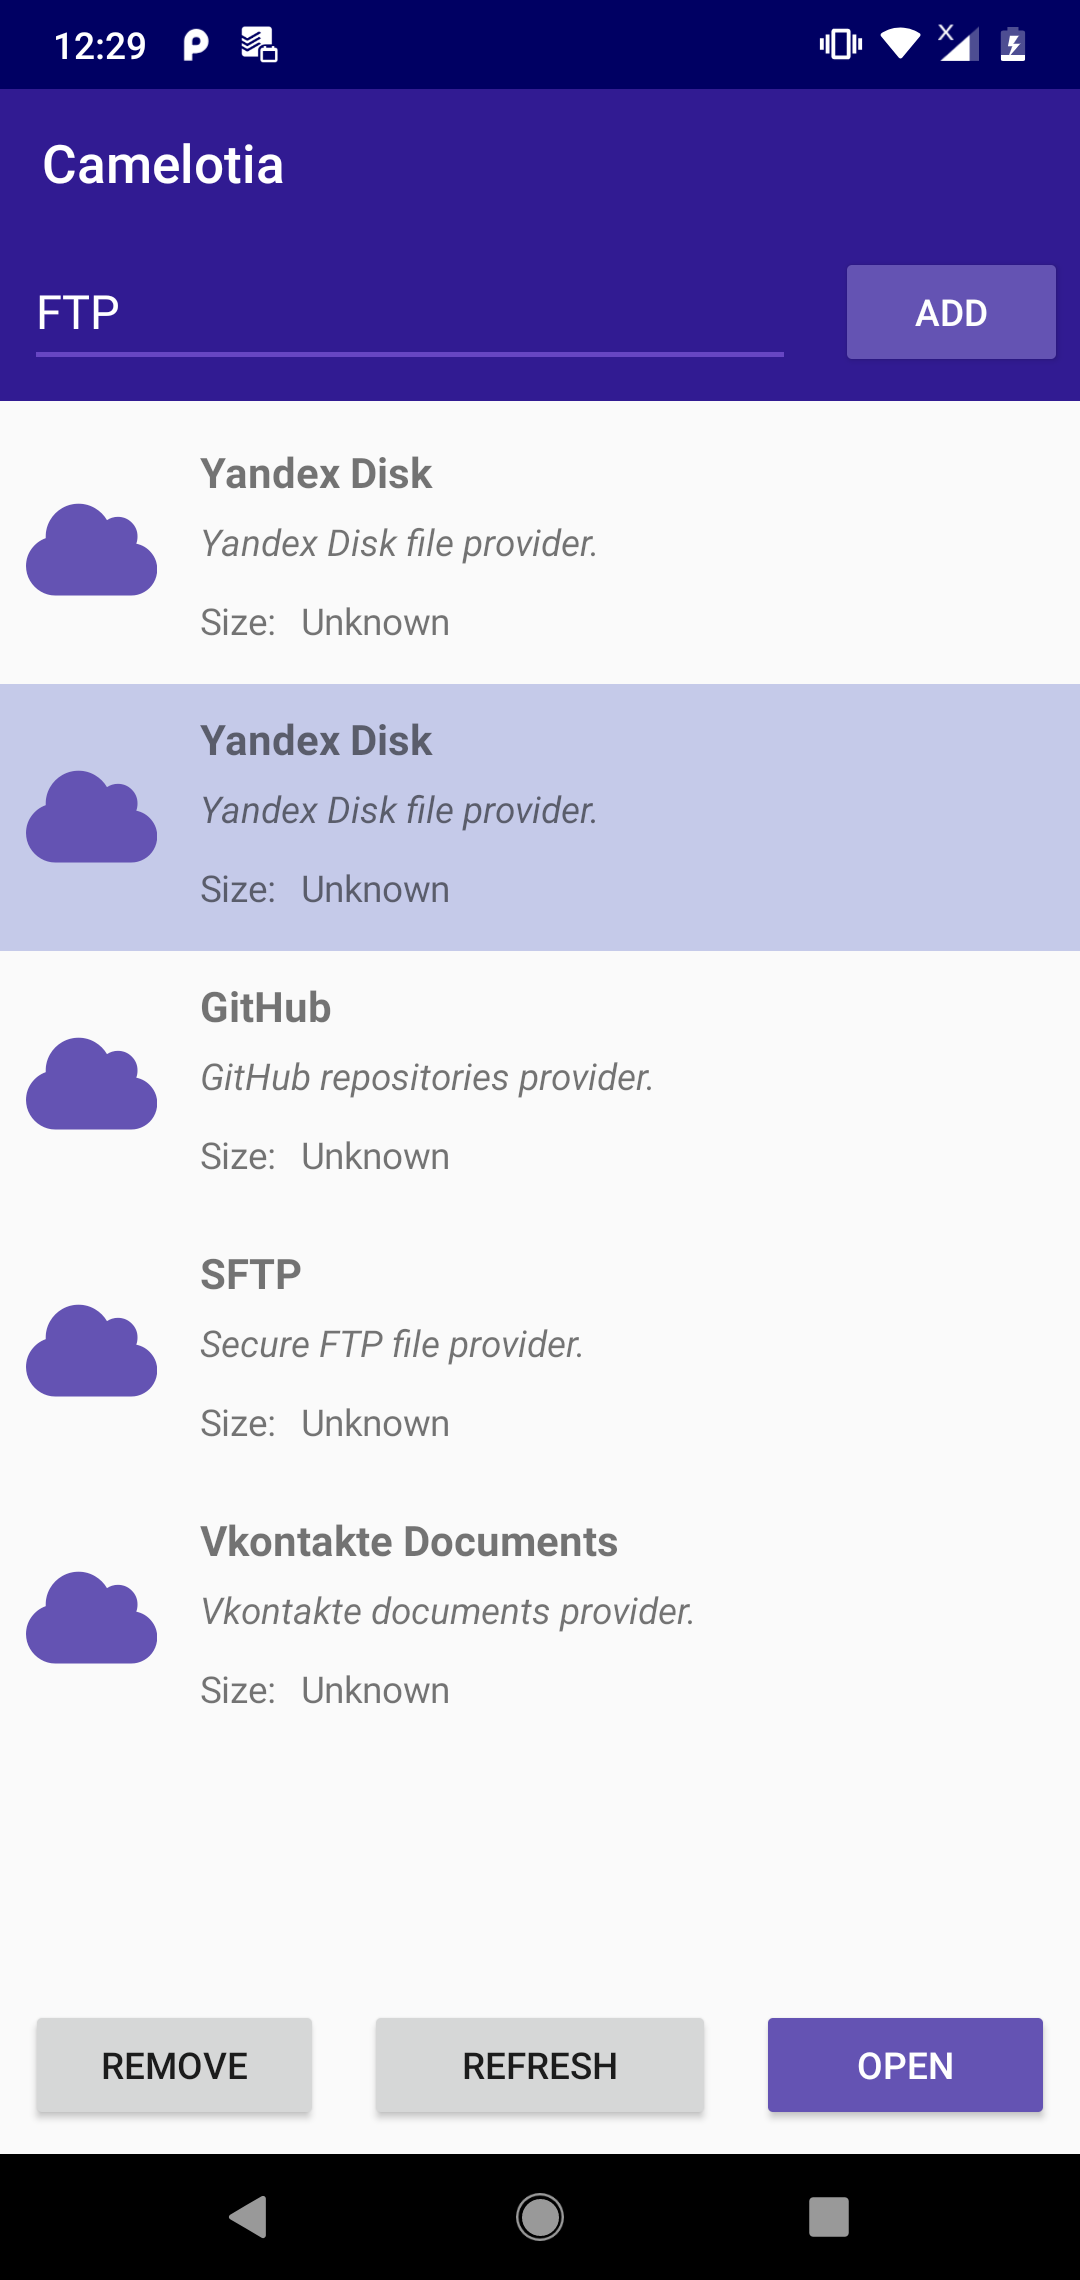 12:29
Camelotia
FTP
ADD
Yandex Disk
Yandex Disk file provider.
Size: Unknown
Yandex Disk
Yandex Disk file provider.
Size: Unknown
GitHub
GitHub repositories provider.
Size: Unknown
SFTP
Secure FTP file provider.
Size: Unknown
Vkontakte Documents
Vkontakte documents provider.
Size: Unknown
REMOVE REFRESH OPEN